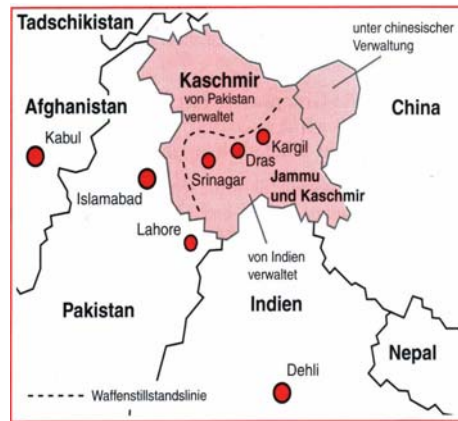 Tadschikistan
unter chinesischer
Verwaltung
Kaschmir
von Pakistan
verwaltet
Afghanistan
China
Kabul
Kargil
Dras
Srinagar
Jammu
und Kaschmir
Islamabad
Lahore
von Indien
verwaltet
Pakistan
Indien
Nepal
Dehli
Waffenstillstandslinie